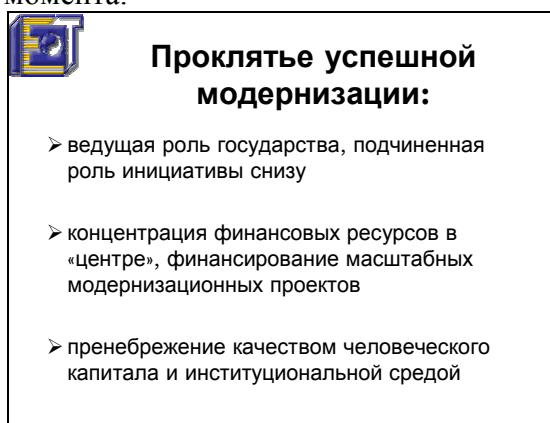 момента.
Проклятье успешной
модернизации:
➢ ведущая роль государства, подчиненная
роль инициативы снизу
➢ концентрация финансовых ресурсов в
«центре», финансирование масштабных
модернизационных проектов
➢ пренебрежение качеством человеческого
капитала и институциональной средой